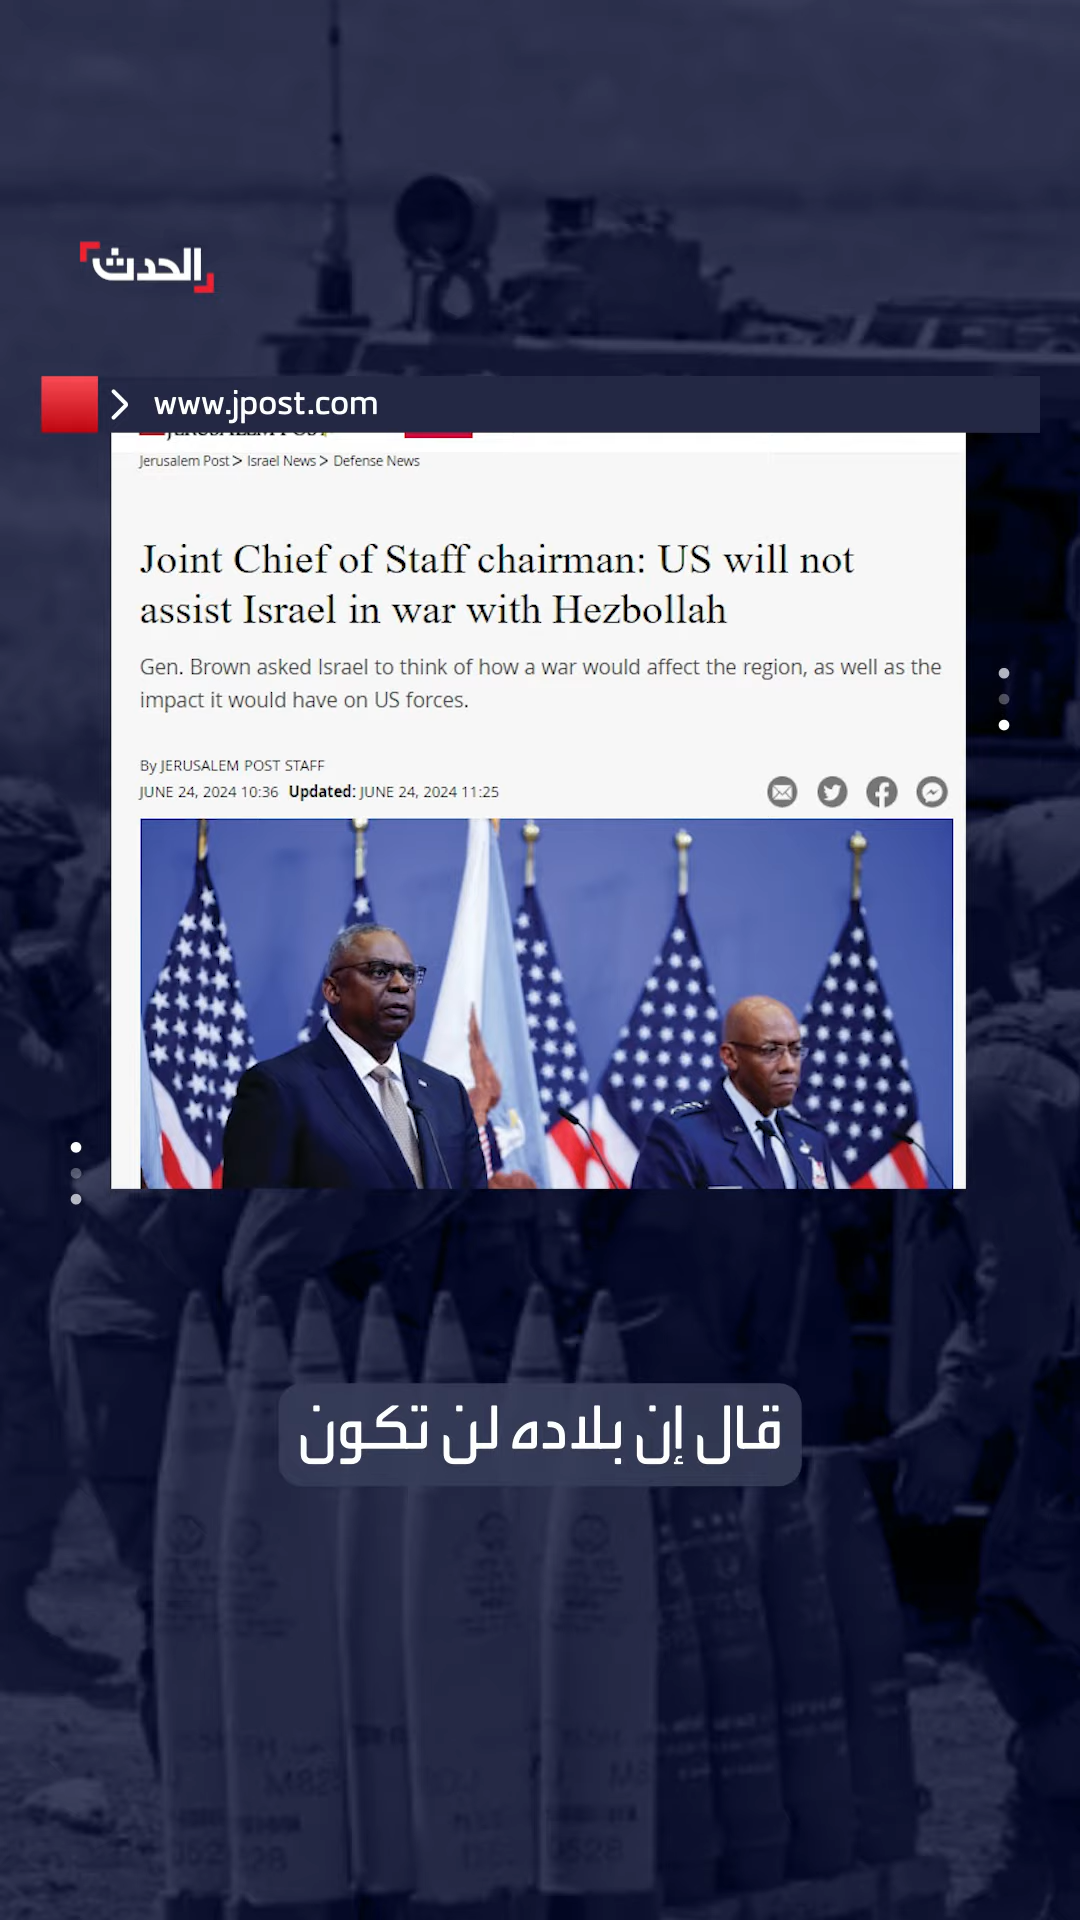 الحدث
www.jpost.com
Jerusalem Post > Israel News > Defense News
Joint Chief of Staff chairman: US will not
assist Israel in war with Hezbollah
Gen. Brown asked Israel to think of how a war would affect the region, as well as the
impact it would have on US forces.
By JERUSALEM POST STAFF
JUNE 24, 2024 10:36 Updated: JUNE 24, 2024 11:25
قال إن بلاده لن تكون